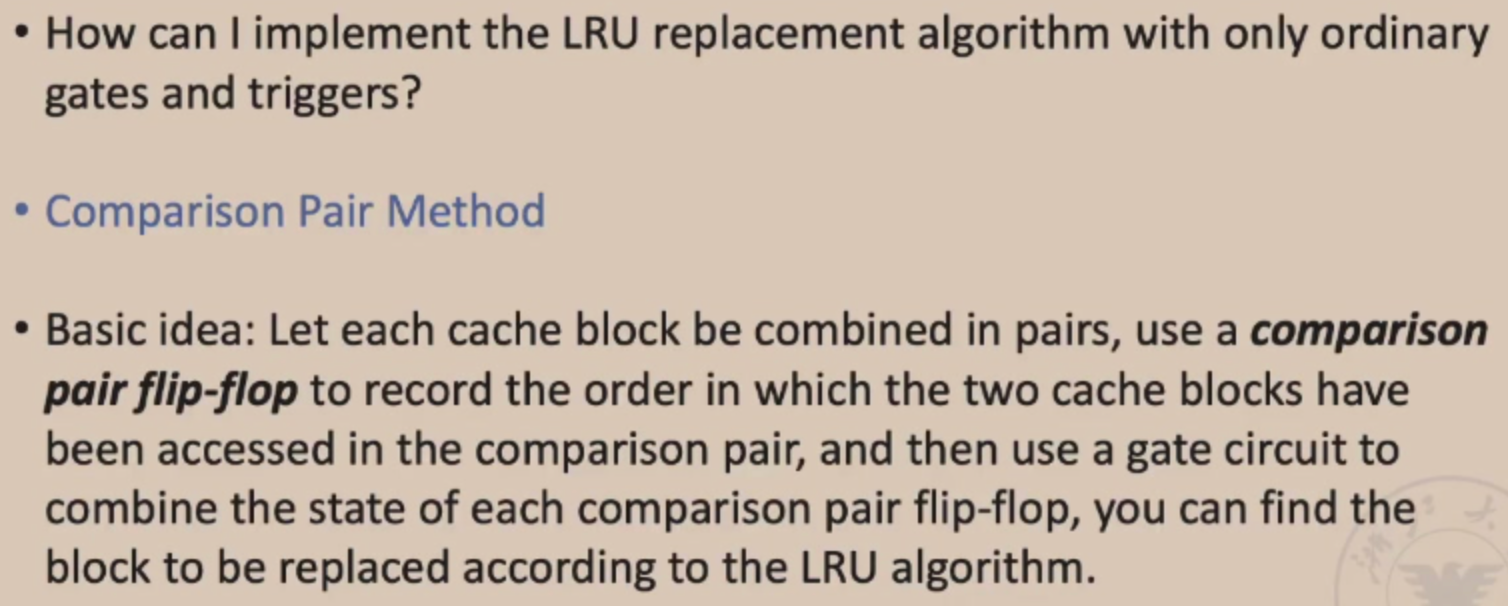 • How can I implement the LRU replacement algorithm with only ordinary
gates and triggers?
• Comparison Pair Method
• Basic idea: Let each cache block be combined in pairs, use a comparison
pair flip-flop to record the order in which the two cache blocks have
been accessed in the comparison pair, and then use a gate circuit to
combine the state of each comparison pair flip-flop, you can find the
block to be replaced according to the LRU algorithm.